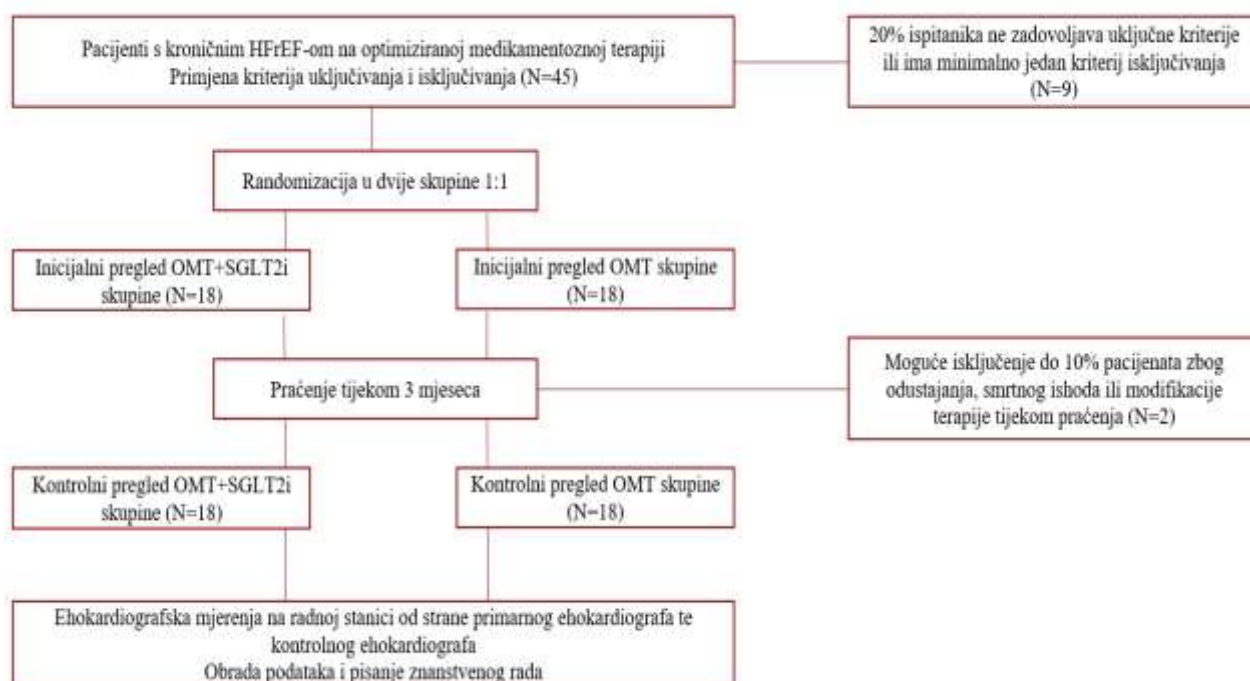 Pacijenti s kroničnim HFrEF-om na optimiziranoj medikamentoznoj terapiji
Primjena kriterija uključivanja i isključivanja (N=45)
20% ispitanika ne zadovoljava uključne kriterije
ili ima minimalno jedan kriterij isključivanja
(N=9)
Randomizacija u dvije skupine 1:1
Inicijalni pregled OMT+SGLT2i
skupine (N=18)
Inicijalni pregled OMT skupine
(N=18)
Praćenje tijekom 3 mjeseca
Moguće isključenje do 10% pacijenata zbog
odustajanja, smrtnog ishoda ili modifikacije
terapije tijekom praćenja (N=2)
Kontrolni pregled OMT+SGLT2i
skupine (N=18)
Kontrolni pregled OMT skupine
(N=18)
Ehokardiografska mjerenja na radnoj stanici od strane primarnog ehokardiografa te
kontrolnog ehokardiografa
Obrada podataka i pisanje znanstvenog rada